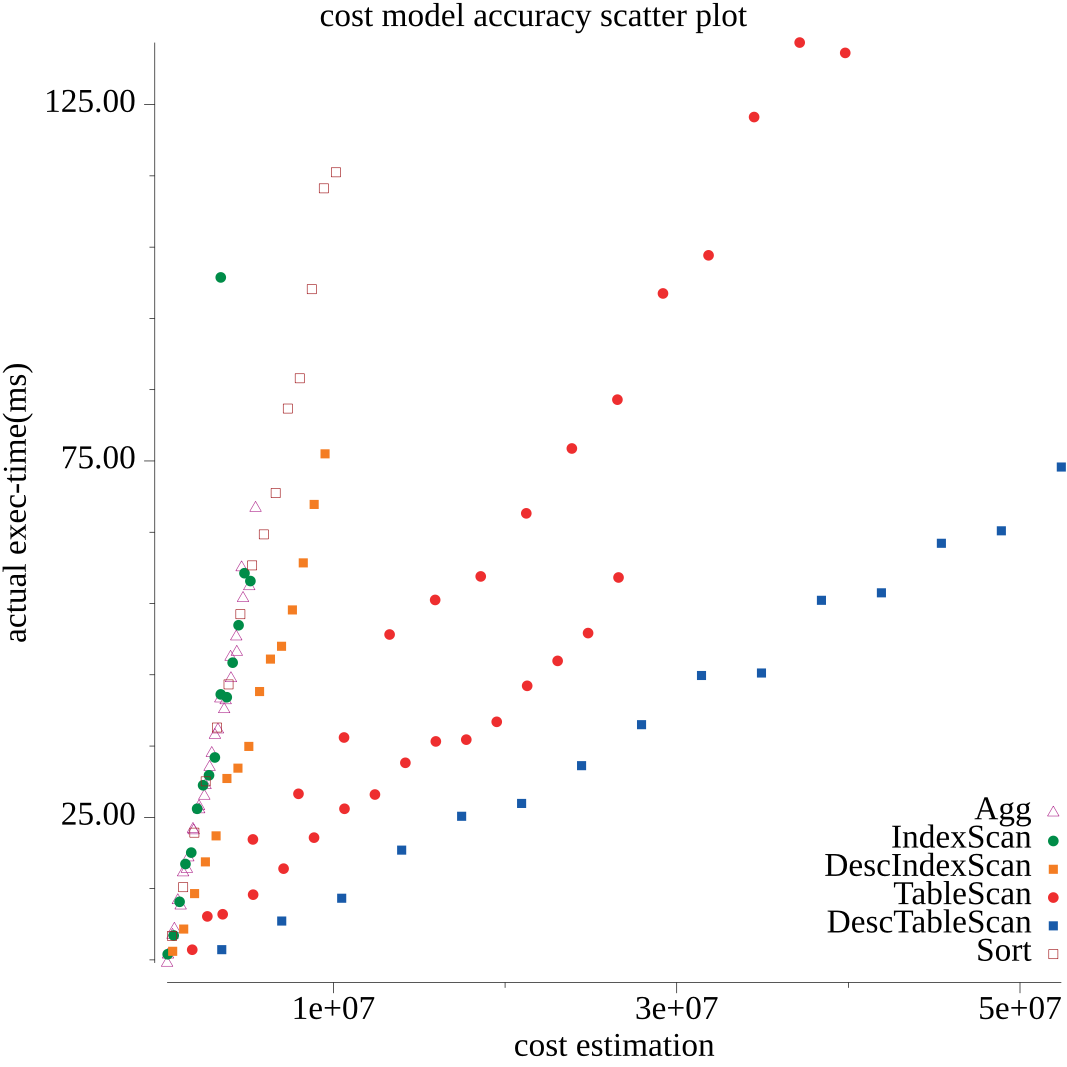 cost model accuracy scatter plot
125.00
75.00
25.00
actual exec-time(ms)
Agg
IndexScan
DescIndexScan
TableScan
DescTableScan
Sort
1e+07
3e+07
5e+07
cost estimation